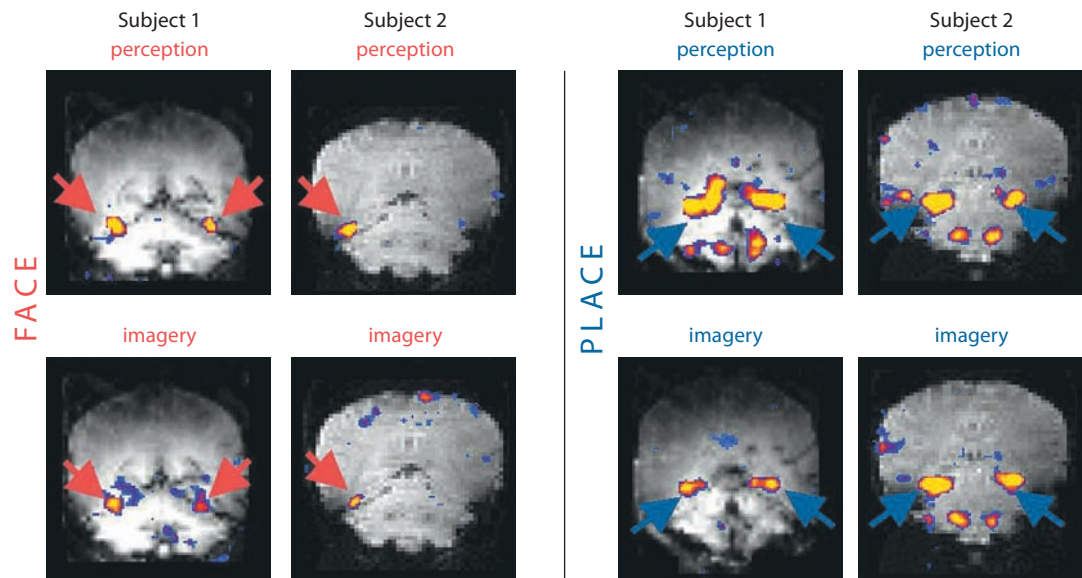 Subject 1
perception
Subject 2
perception
Subject 1
perception
Subject 2
perception
FACE
PLACE
imagery
imagery
imagery
imagery